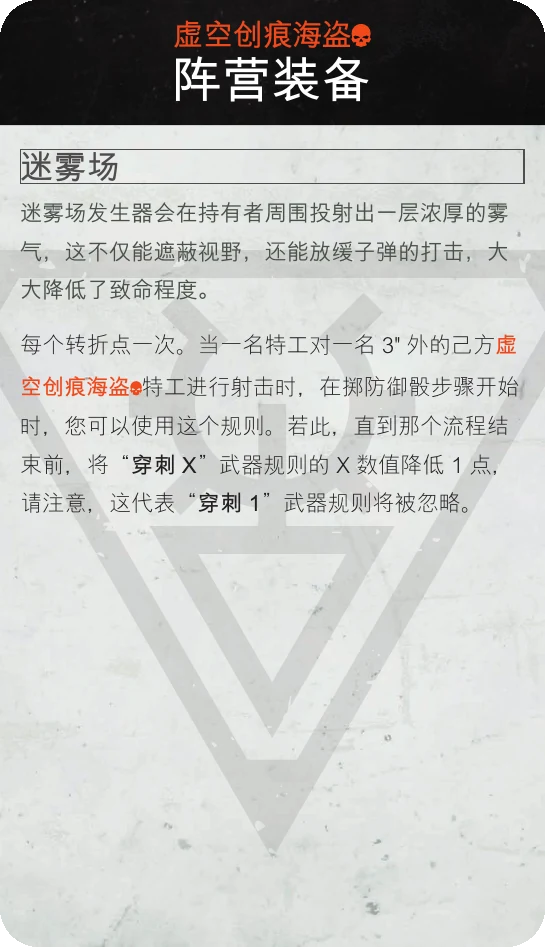 虚空创痕海盗
阵营装备
迷雾场
迷雾场发生器会在持有者周围投射出一层浓厚的雾
气，这不仅能遮蔽视野，还能放缓子弹的打击，大
大降低了致命程度。
每个转折点一次。当一名特工对一名 3" 外的己方虚
空创痕海盗特工进行射击时，在掷防御骰步骤开始
时，您可以使用这个规则。若此，直到那个流程结
束前，将“穿刺 X”武器规则的 X 数值降低 1 点，
请注意，这代表“穿刺 1”武器规则将被忽略。